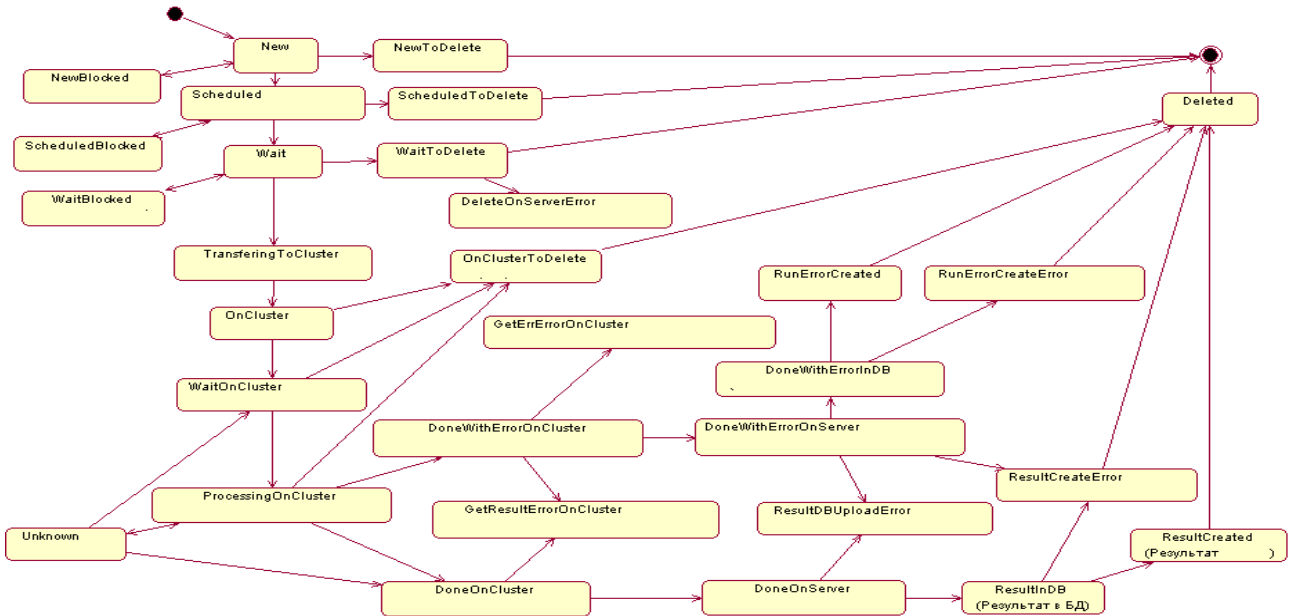 New
NewToDelete
NewBlocked
Scheduled
ScheduledToDelete
Deleted
ScheduledBlocked
Wait
WaitToDelete
WaitBlocked
DeleteOnServerError
TransferingToCluster
OnClusterToDelete
RunErrorCreated
RunErrorCreateError
OnCluster
GetErrErrorOnCluster
WaitOnCluster
DoneWithErrorInDB
DoneWithErrorOnCluster
DoneWithErrorOnServer
ResultCreateError
ProcessingOnCluster
GetResultErrorOnCluster
ResultDBUploadError
Unknown
ResultCreated
(Результат )
DoneOnCluster
DoneOnServer
ResultInDB
(Результат в БД)